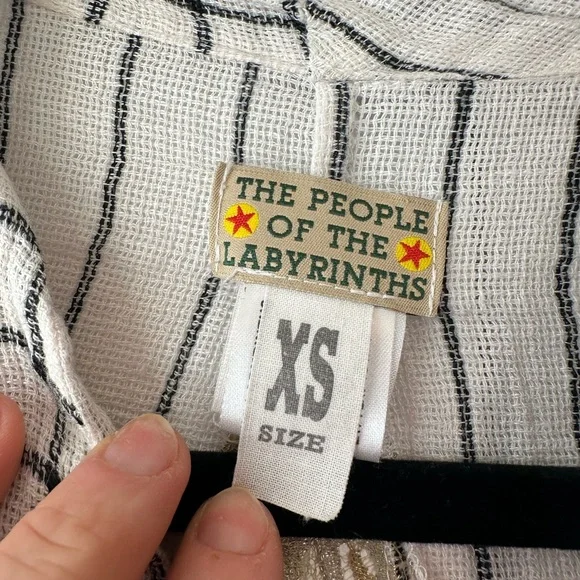 THE PEOPLE
OF THE
LABYRINTHS
XS
SIZE